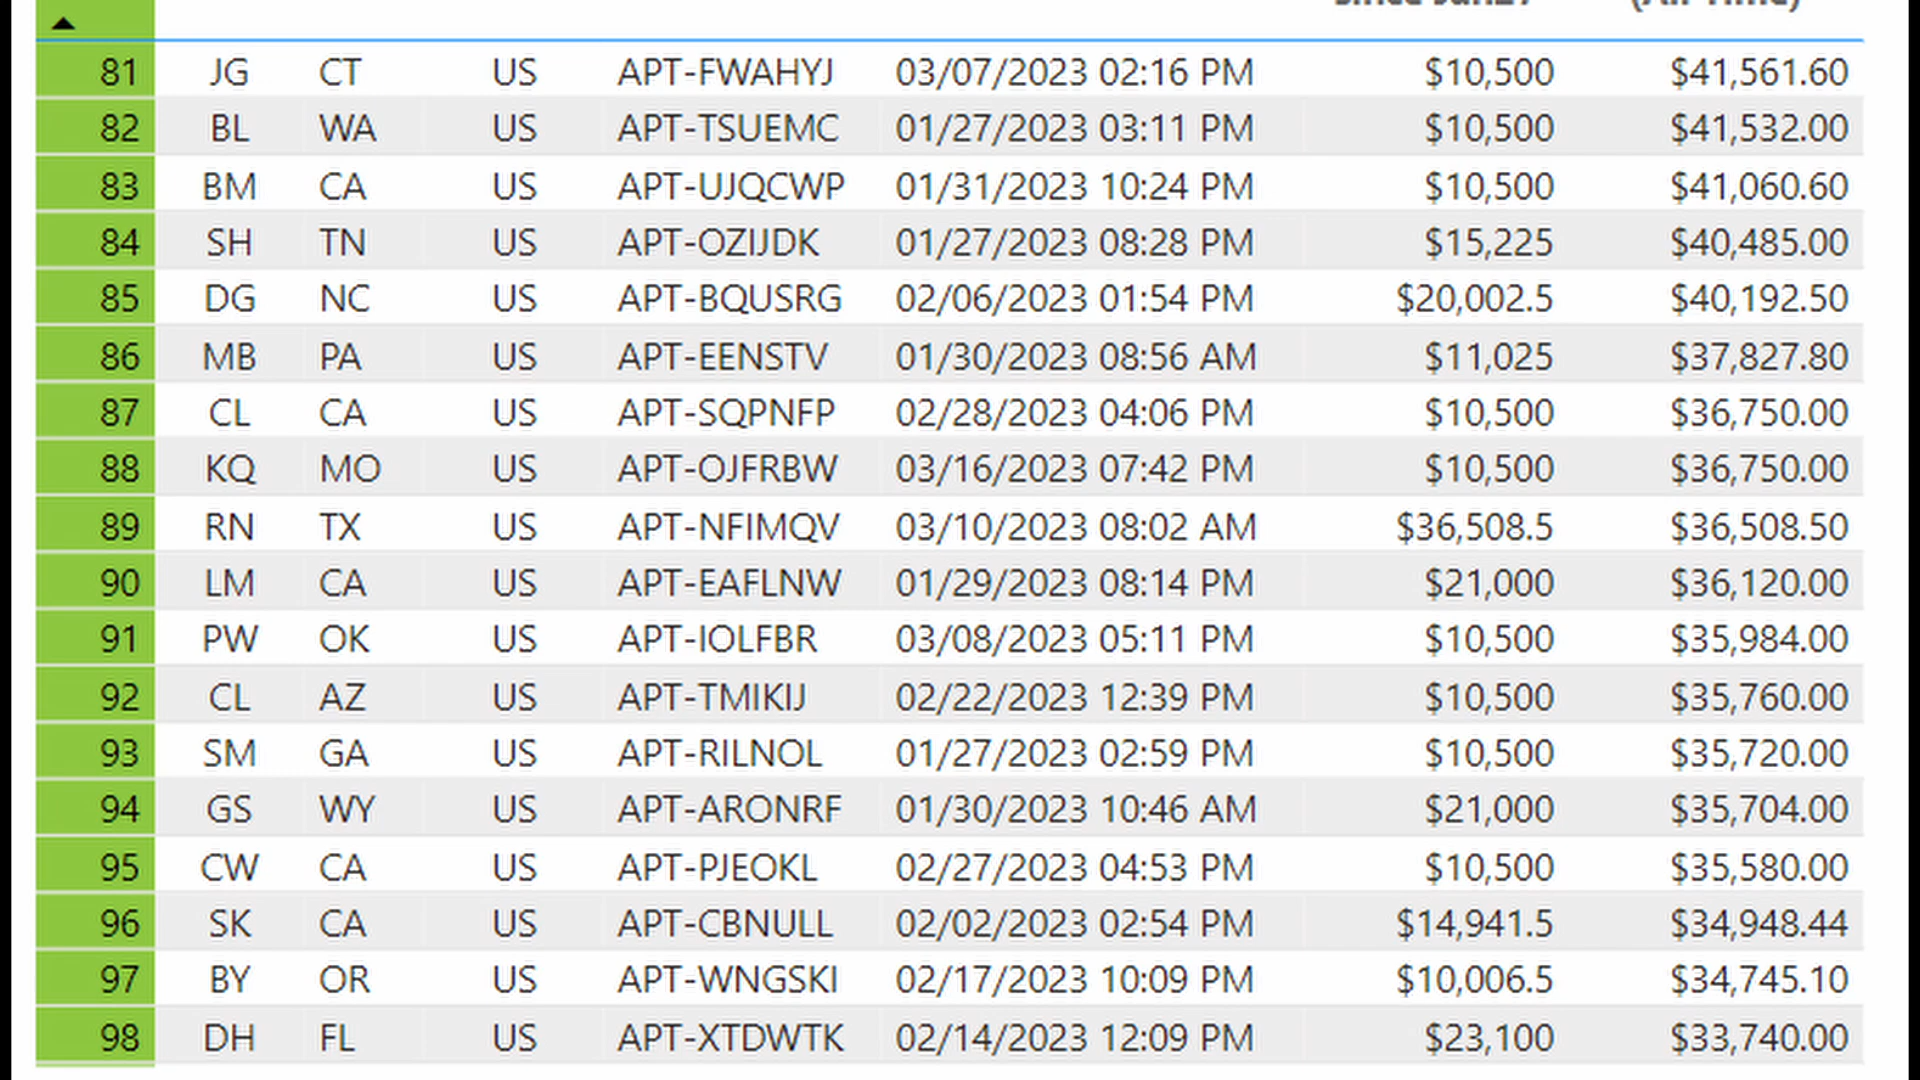 since Jan27 (All Time)
81 JG CT US APT-FWAHYJ 03/07/2023 02:16 PM $10,500 $41,561.60
82 BL WA US APT-TSUEMC 01/27/2023 03:11 PM $10,500 $41,532.00
83 BM CA US APT-UJQCWP 01/31/2023 10:24 PM $10,500 $41,060.60
84 SH TN US APT-OZIJDK 01/27/2023 08:28 PM $15,225 $40,485.00
85 DG NC US APT-BQUSRG 02/06/2023 01:54 PM $20,002.5 $40,192.50
86 MB PA US APT-EENSTV 01/30/2023 08:56 AM $11,025 $37,827.80
87 CL CA US APT-SQPNFP 02/28/2023 04:06 PM $10,500 $36,750.00
88 KQ MO US APT-OJFRBW 03/16/2023 07:42 PM $10,500 $36,750.00
89 RN TX US APT-NFIMQV 03/10/2023 08:02 AM $36,508.5 $36,508.50
90 LM CA US APT-EAFLNW 01/29/2023 08:14 PM $21,000 $36,120.00
91 PW OK US APT-IOLFBR 03/08/2023 05:11 PM $10,500 $35,984.00
92 CL AZ US APT-TMIKIJ 02/22/2023 12:39 PM $10,500 $35,760.00
93 SM GA US APT-RILNOL 01/27/2023 02:59 PM $10,500 $35,720.00
94 GS WY US APT-ARONRF 01/30/2023 10:46 AM $21,000 $35,704.00
95 CW CA US APT-PJEOKL 02/27/2023 04:53 PM $10,500 $35,580.00
96 SK CA US APT-CBNULL 02/02/2023 02:54 PM $14,941.5 $34,948.44
97 BY OR US APT-WNGSKI 02/17/2023 10:09 PM $10,006.5 $34,745.10
98 DH FL US APT-XTDWTK 02/14/2023 12:09 PM $23,100 $33,740.00